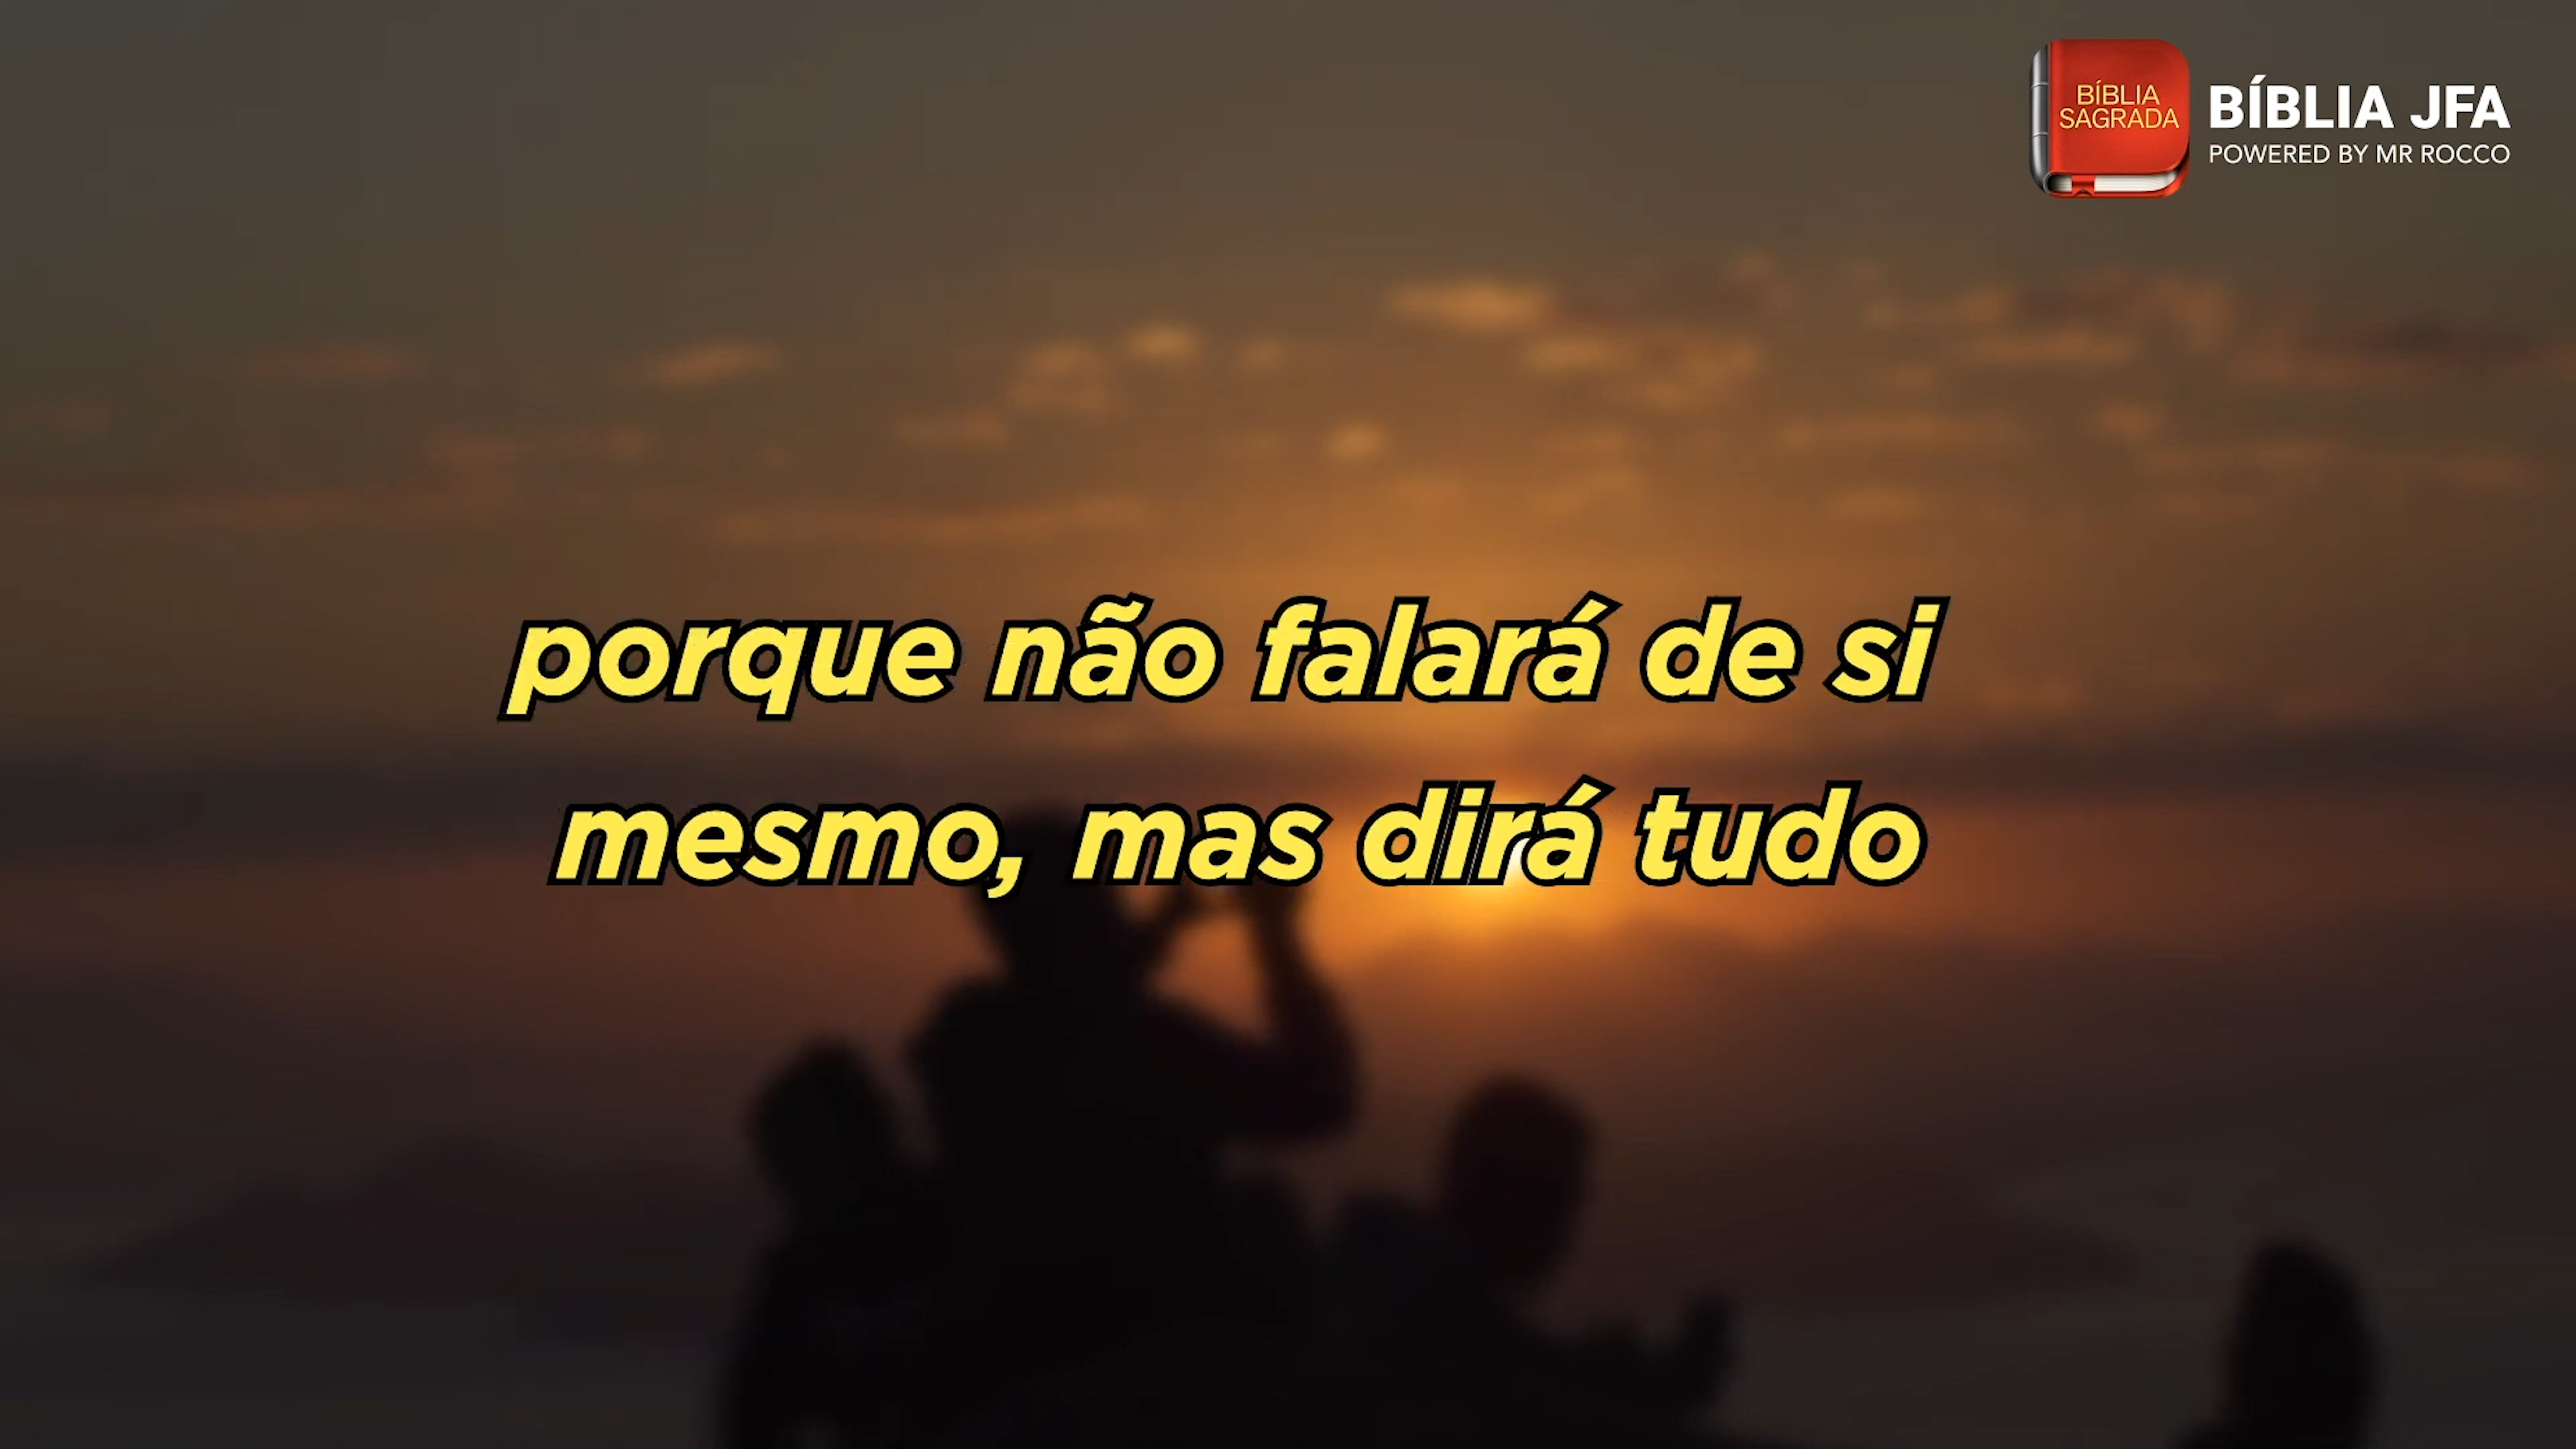 BÍBLIA
SAGRADA
BÍBLIA JFA
POWERED BY MR ROCCO
porque não falará de si
mesmo, mas dirá tudo